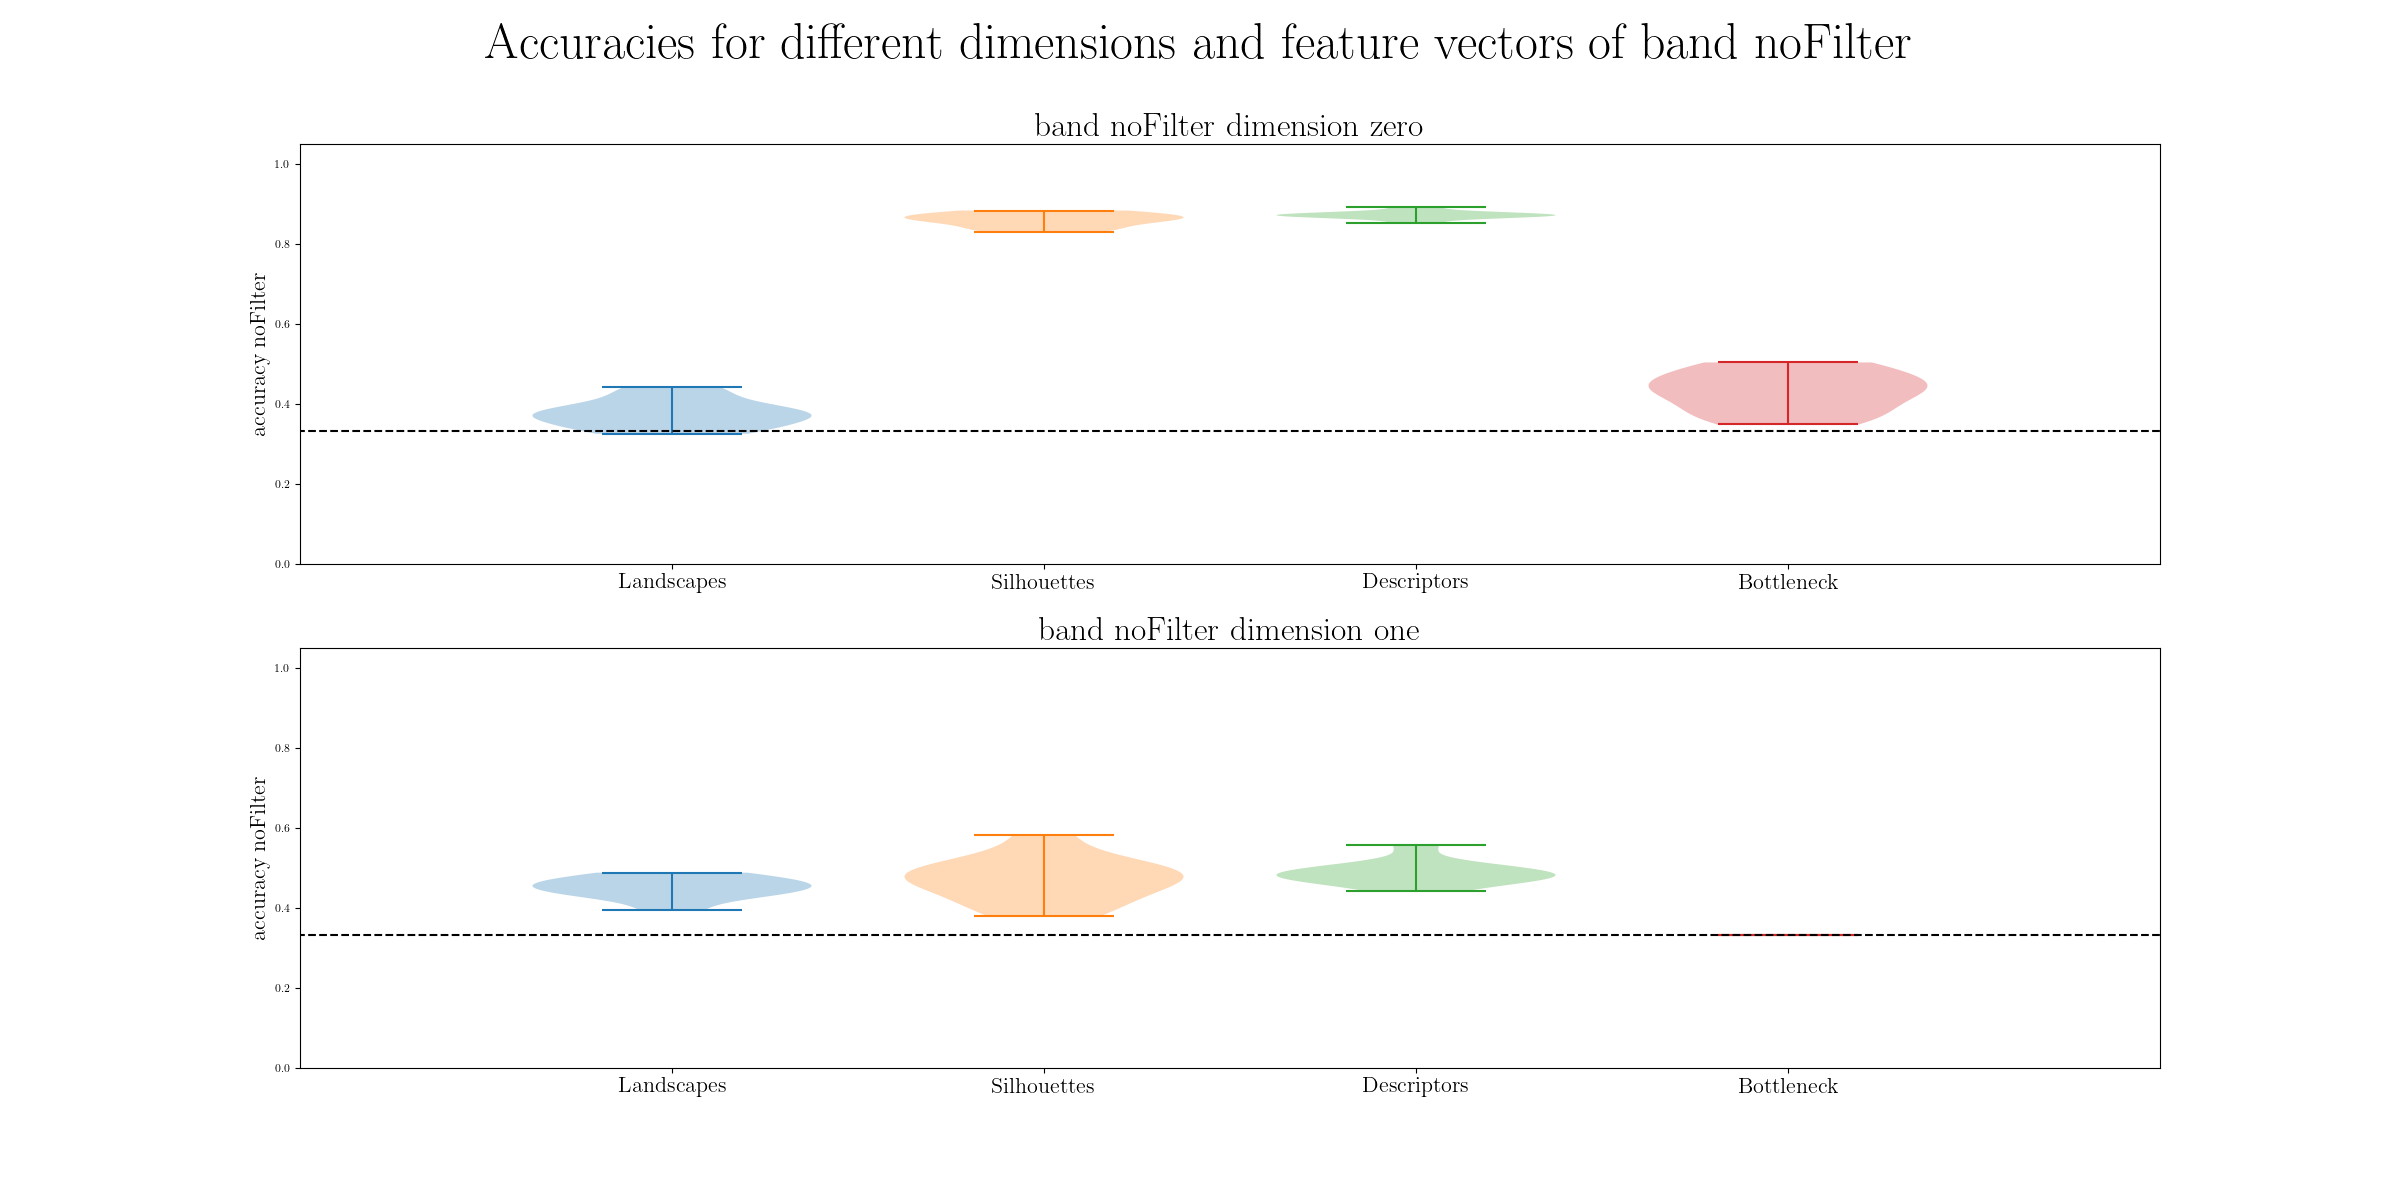 Accuracies for different dimensions and feature vectors of band noFilter
band noFilter dimension zero
accuracy noFilter
1.0
0.8
0.6
0.4
0.2
0.0
Landscapes Silhouettes Descriptors Bottleneck
band noFilter dimension one
accuracy noFilter
1.0
0.8
0.6
0.4
0.2
0.0
Landscapes Silhouettes Descriptors Bottleneck